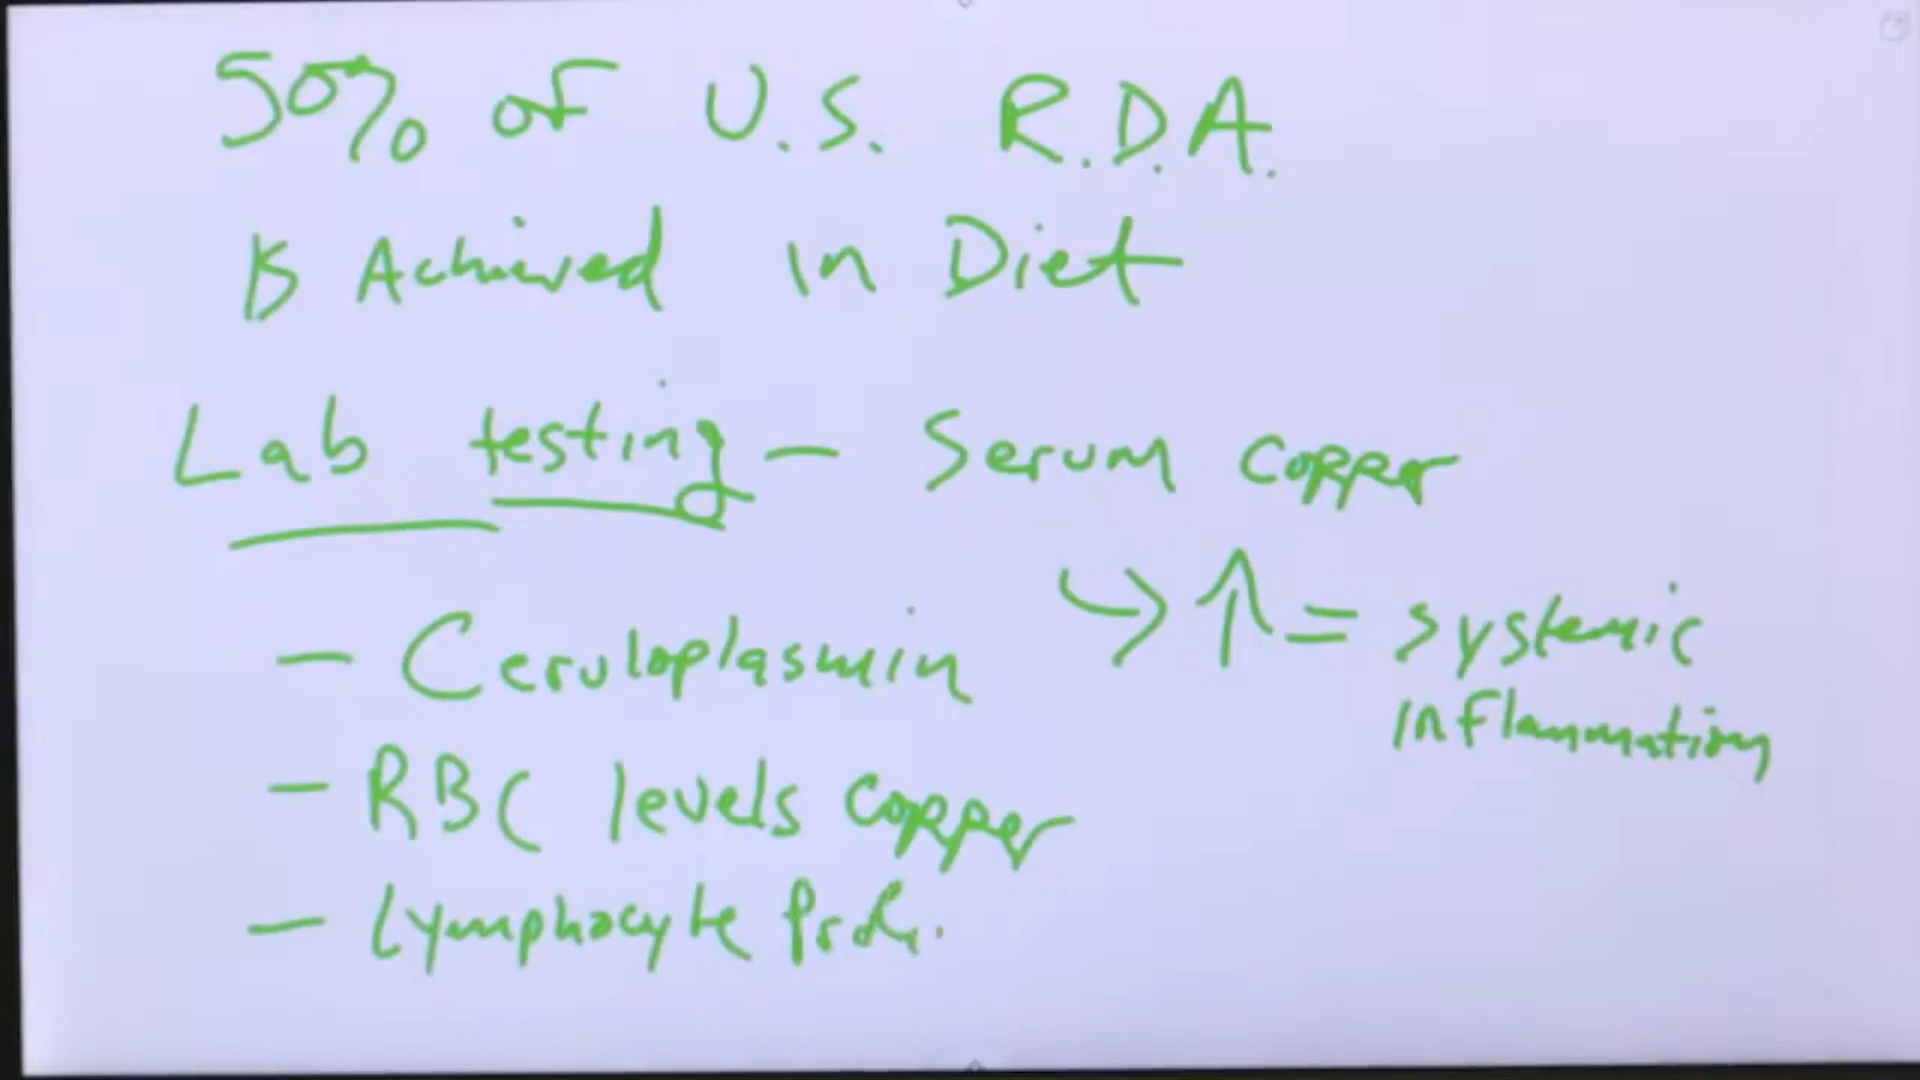 50% of U.S. R.D.A.
is Achieved in Diet
Lab testing – Serum copper
↳ ↑ = systemic
inflammation
– Ceruloplasmin
– RBC levels copper
– Lymphocyte